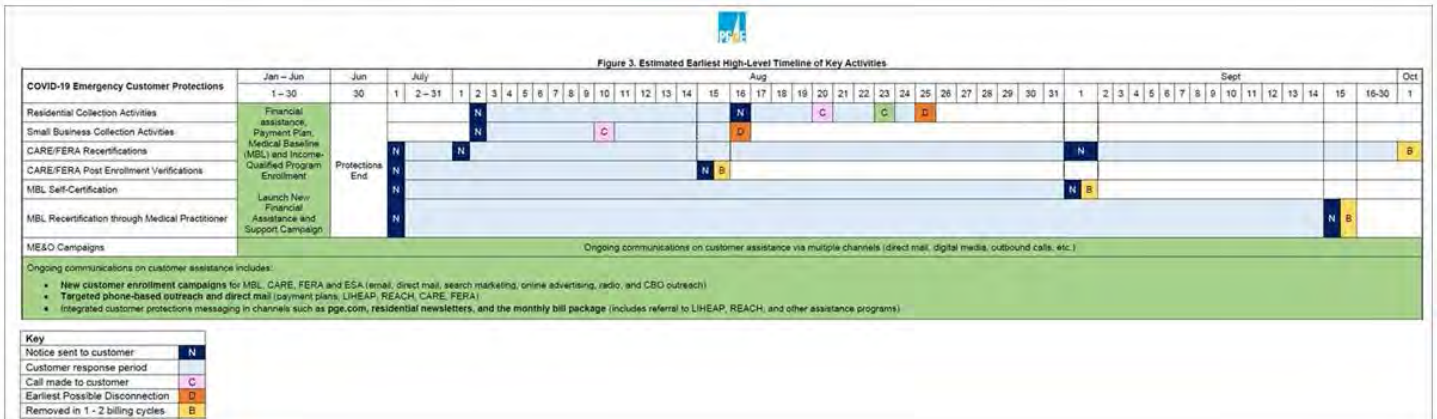 PG&E
Figure 3. Estimated Earliest High-Level Timeline of Key Activities
COVID-19 Emergency Customer Protections
Jan – Jun Jun July Aug Sept Oct
1 – 30 30 1 2 – 31 1 2 3 4 5 6 7 8 9 10 11 12 13 14 15 16 17 18 19 20 21 22 23 24 25 26 27 28 29 30 31 1 2 3 4 5 6 7 8 9 10 11 12 13 14 15 16-30 1
Financial
assistance,
Payment Plan,
Medical Baseline
(MBL) and Income-
Qualified Program
Enrollment
Launch New
Financial
Assistance and
Support Campaign
Protections
End
Residential Collection Activities N N C C D
Small Business Collection Activities N C D
CARE/FERA Recertifications N N N B
CARE/FERA Post Enrollment Verifications N N B
MBL Self-Certification N N B
MBL Recertification through Medical Practitioner N N B
ME&O Campaigns Ongoing communications on customer assistance via multiple channels (direct mail, digital media, outbound calls, etc.)
Ongoing communications on customer assistance includes:
• New customer enrollment campaigns for MBL, CARE, FERA and ESA (email, direct mail, search marketing, online advertising, radio, and CBO outreach)
• Targeted phone-based outreach and direct mail (payment plans, LIHEAP, REACH, CARE, FERA)
• Integrated customer protections messaging in channels such as pge.com, residential newsletters, and the monthly bill package (includes referral to LIHEAP, REACH, and other assistance programs)
Key
Notice sent to customer N
Customer response period
Call made to customer C
Earliest Possible Disconnection D
Removed in 1 - 2 billing cycles B